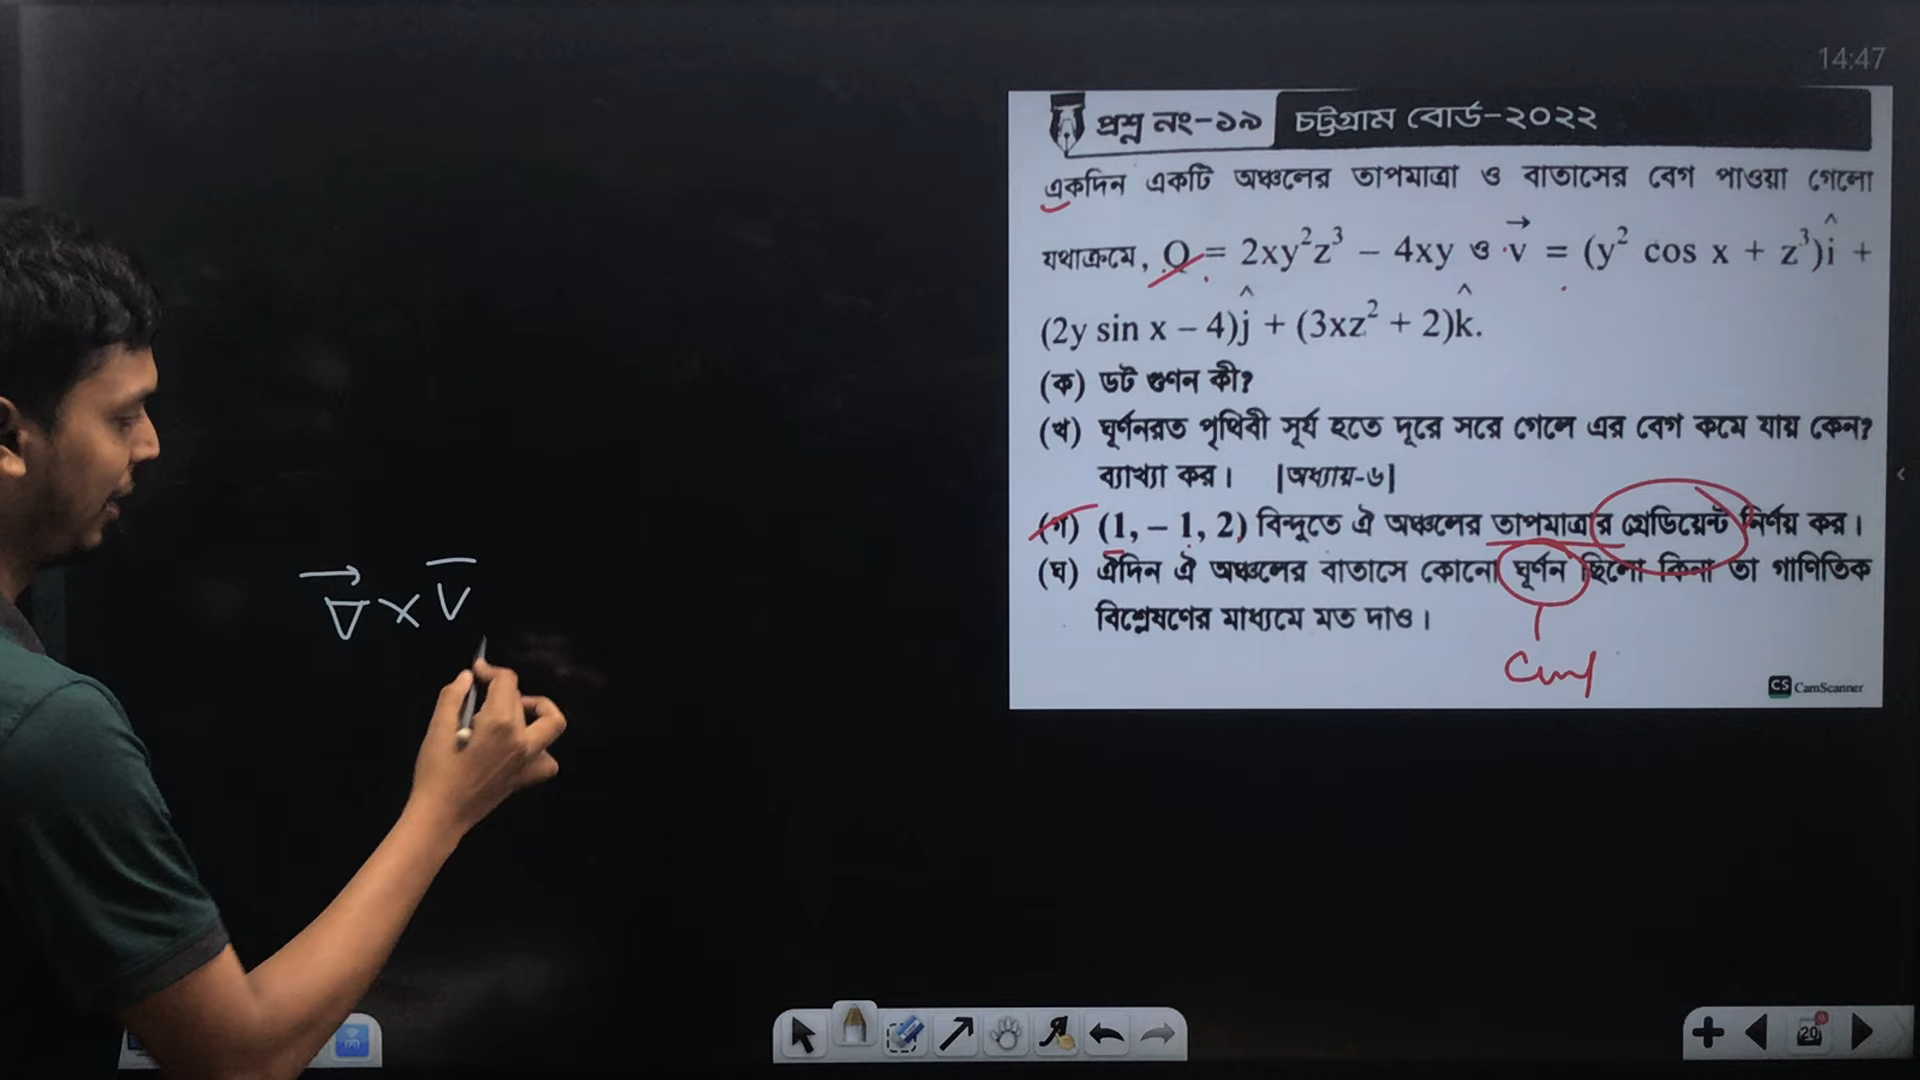 14:47
প্রশ্ন নং-১৯ চট্টগ্রাম বোর্ড-২০২২
একদিন একটি অঞ্চলের তাপমাত্রা ও বাতাসের বেগ পাওয়া গেলো
যথাক্রমে, Q = 2xy²z³ – 4xy ও v⃗ = (y² cos x + z³)î +
(2y sin x – 4)ĵ + (3xz² + 2)k̂.
(ক) ডট গুণন কী?
(খ) ঘূর্ণনরত পৃথিবী সূর্য হতে দূরে সরে গেলে এর বেগ কমে যায় কেন?
ব্যাখ্যা কর। [অধ্যায়-৬]
(গ) (1, – 1, 2) বিন্দুতে ঐ অঞ্চলের তাপমাত্রার গ্রেডিয়েন্ট নির্ণয় কর।
(ঘ) ঐদিন ঐ অঞ্চলের বাতাসে কোনো ঘূর্ণন ছিলো কিনা তা গাণিতিক
বিশ্লেষণের মাধ্যমে মত দাও।
Curl
CS CamScanner
∇⃗ × V̅
20